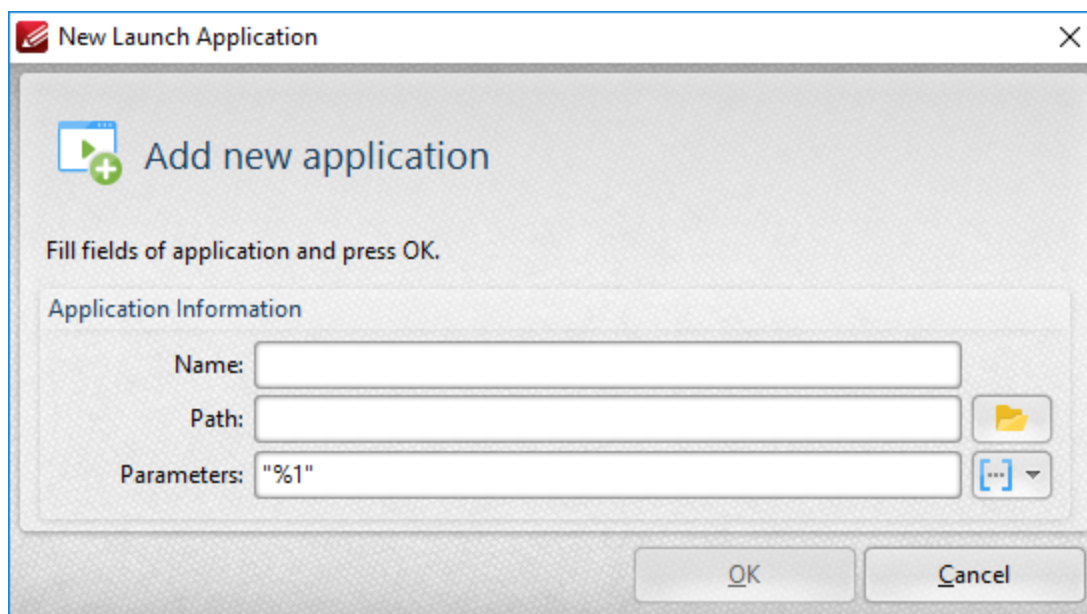 New Launch Application
Add new application
Fill fields of application and press OK.
Application Information
Name:
Path:
Parameters: "%1"
OK Cancel